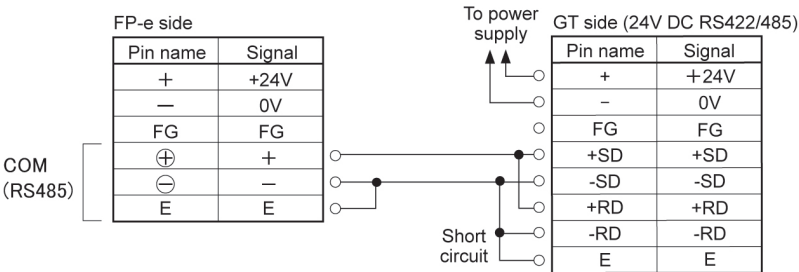 FP-e side
Pin name Signal
+ +24V
− 0V
FG FG
⊕ +
⊖ −
E E
COM
(RS485)
To power
supply
GT side (24V DC RS422/485)
Pin name Signal
+ +24V
− 0V
FG FG
+SD +SD
-SD -SD
+RD +RD
-RD -RD
E E
Short
circuit